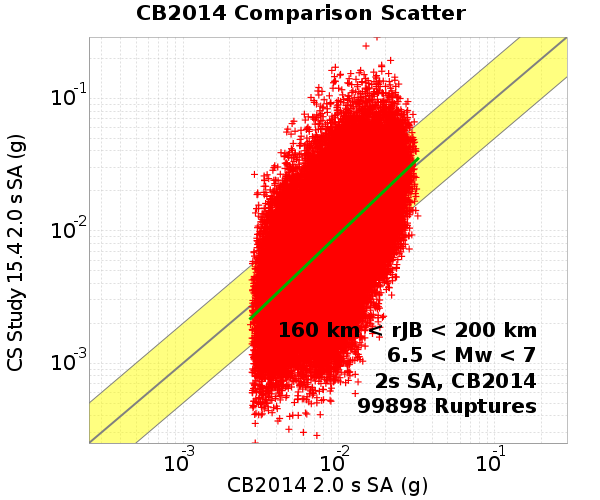 CB2014 Comparison Scatter
CS Study 15.4 2.0 s SA (g)
10-1
10-2
10-3
160 km < rJB < 200 km
6.5 < Mw < 7
2s SA, CB2014
99898 Ruptures
10-3 10-2 10-1
CB2014 2.0 s SA (g)